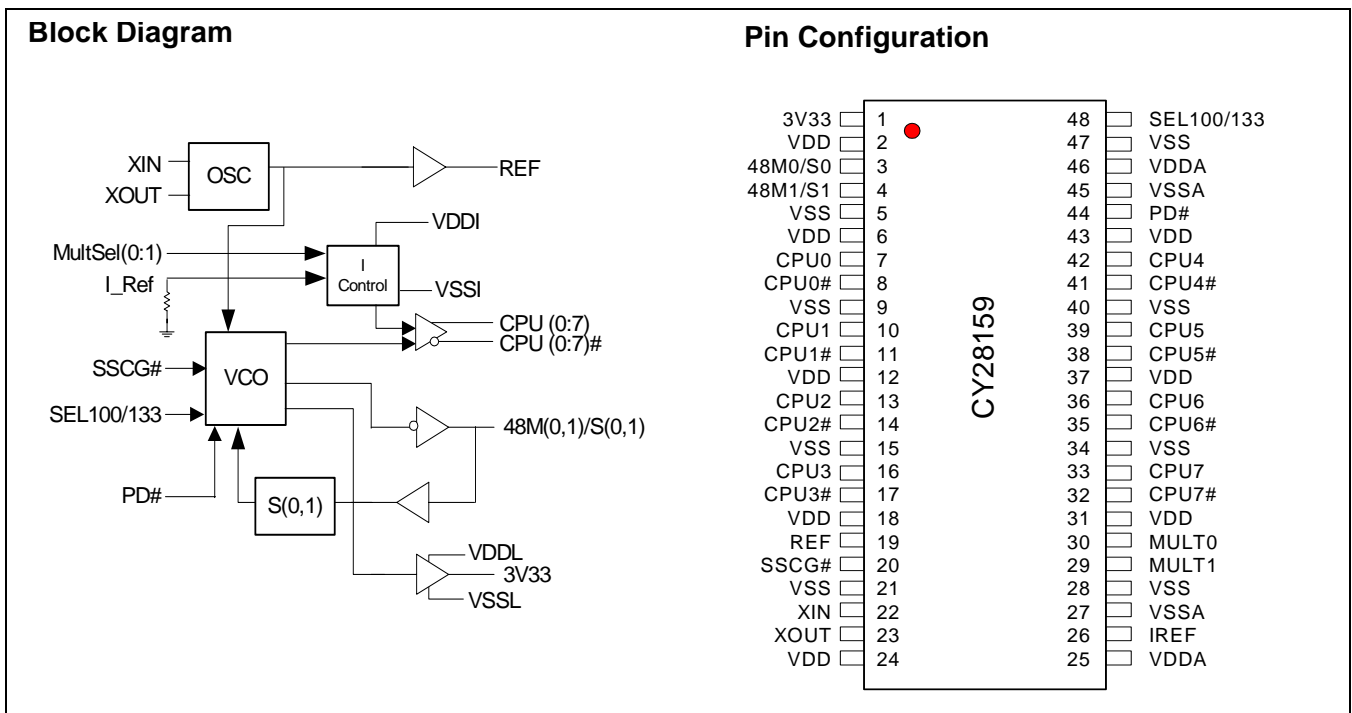 Block Diagram
XIN
XOUT
OSC
REF
VDDI
MultSel(0:1)
I_Ref
I
Control
VSSI
CPU (0:7)
CPU (0:7)#
SSCG#
VCO
SEL100/133
48M(0,1)/S(0,1)
PD#
S(0,1)
VDDL
3V33
VSSL
Pin Configuration
3V33 1 48 SEL100/133
VDD 2 47 VSS
48M0/S0 3 46 VDDA
48M1/S1 4 45 VSSA
VSS 5 44 PD#
VDD 6 43 VDD
CPU0 7 42 CPU4
CPU0# 8 41 CPU4#
VSS 9 40 VSS
CPU1 10 39 CPU5
CPU1# 11 38 CPU5#
VDD 12 37 VDD
CPU2 13 36 CPU6
CPU2# 14 35 CPU6#
VSS 15 34 VSS
CPU3 16 33 CPU7
CPU3# 17 32 CPU7#
VDD 18 31 VDD
REF 19 30 MULT0
SSCG# 20 29 MULT1
VSS 21 28 VSS
XIN 22 27 VSSA
XOUT 23 26 IREF
VDD 24 25 VDDA
CY28159